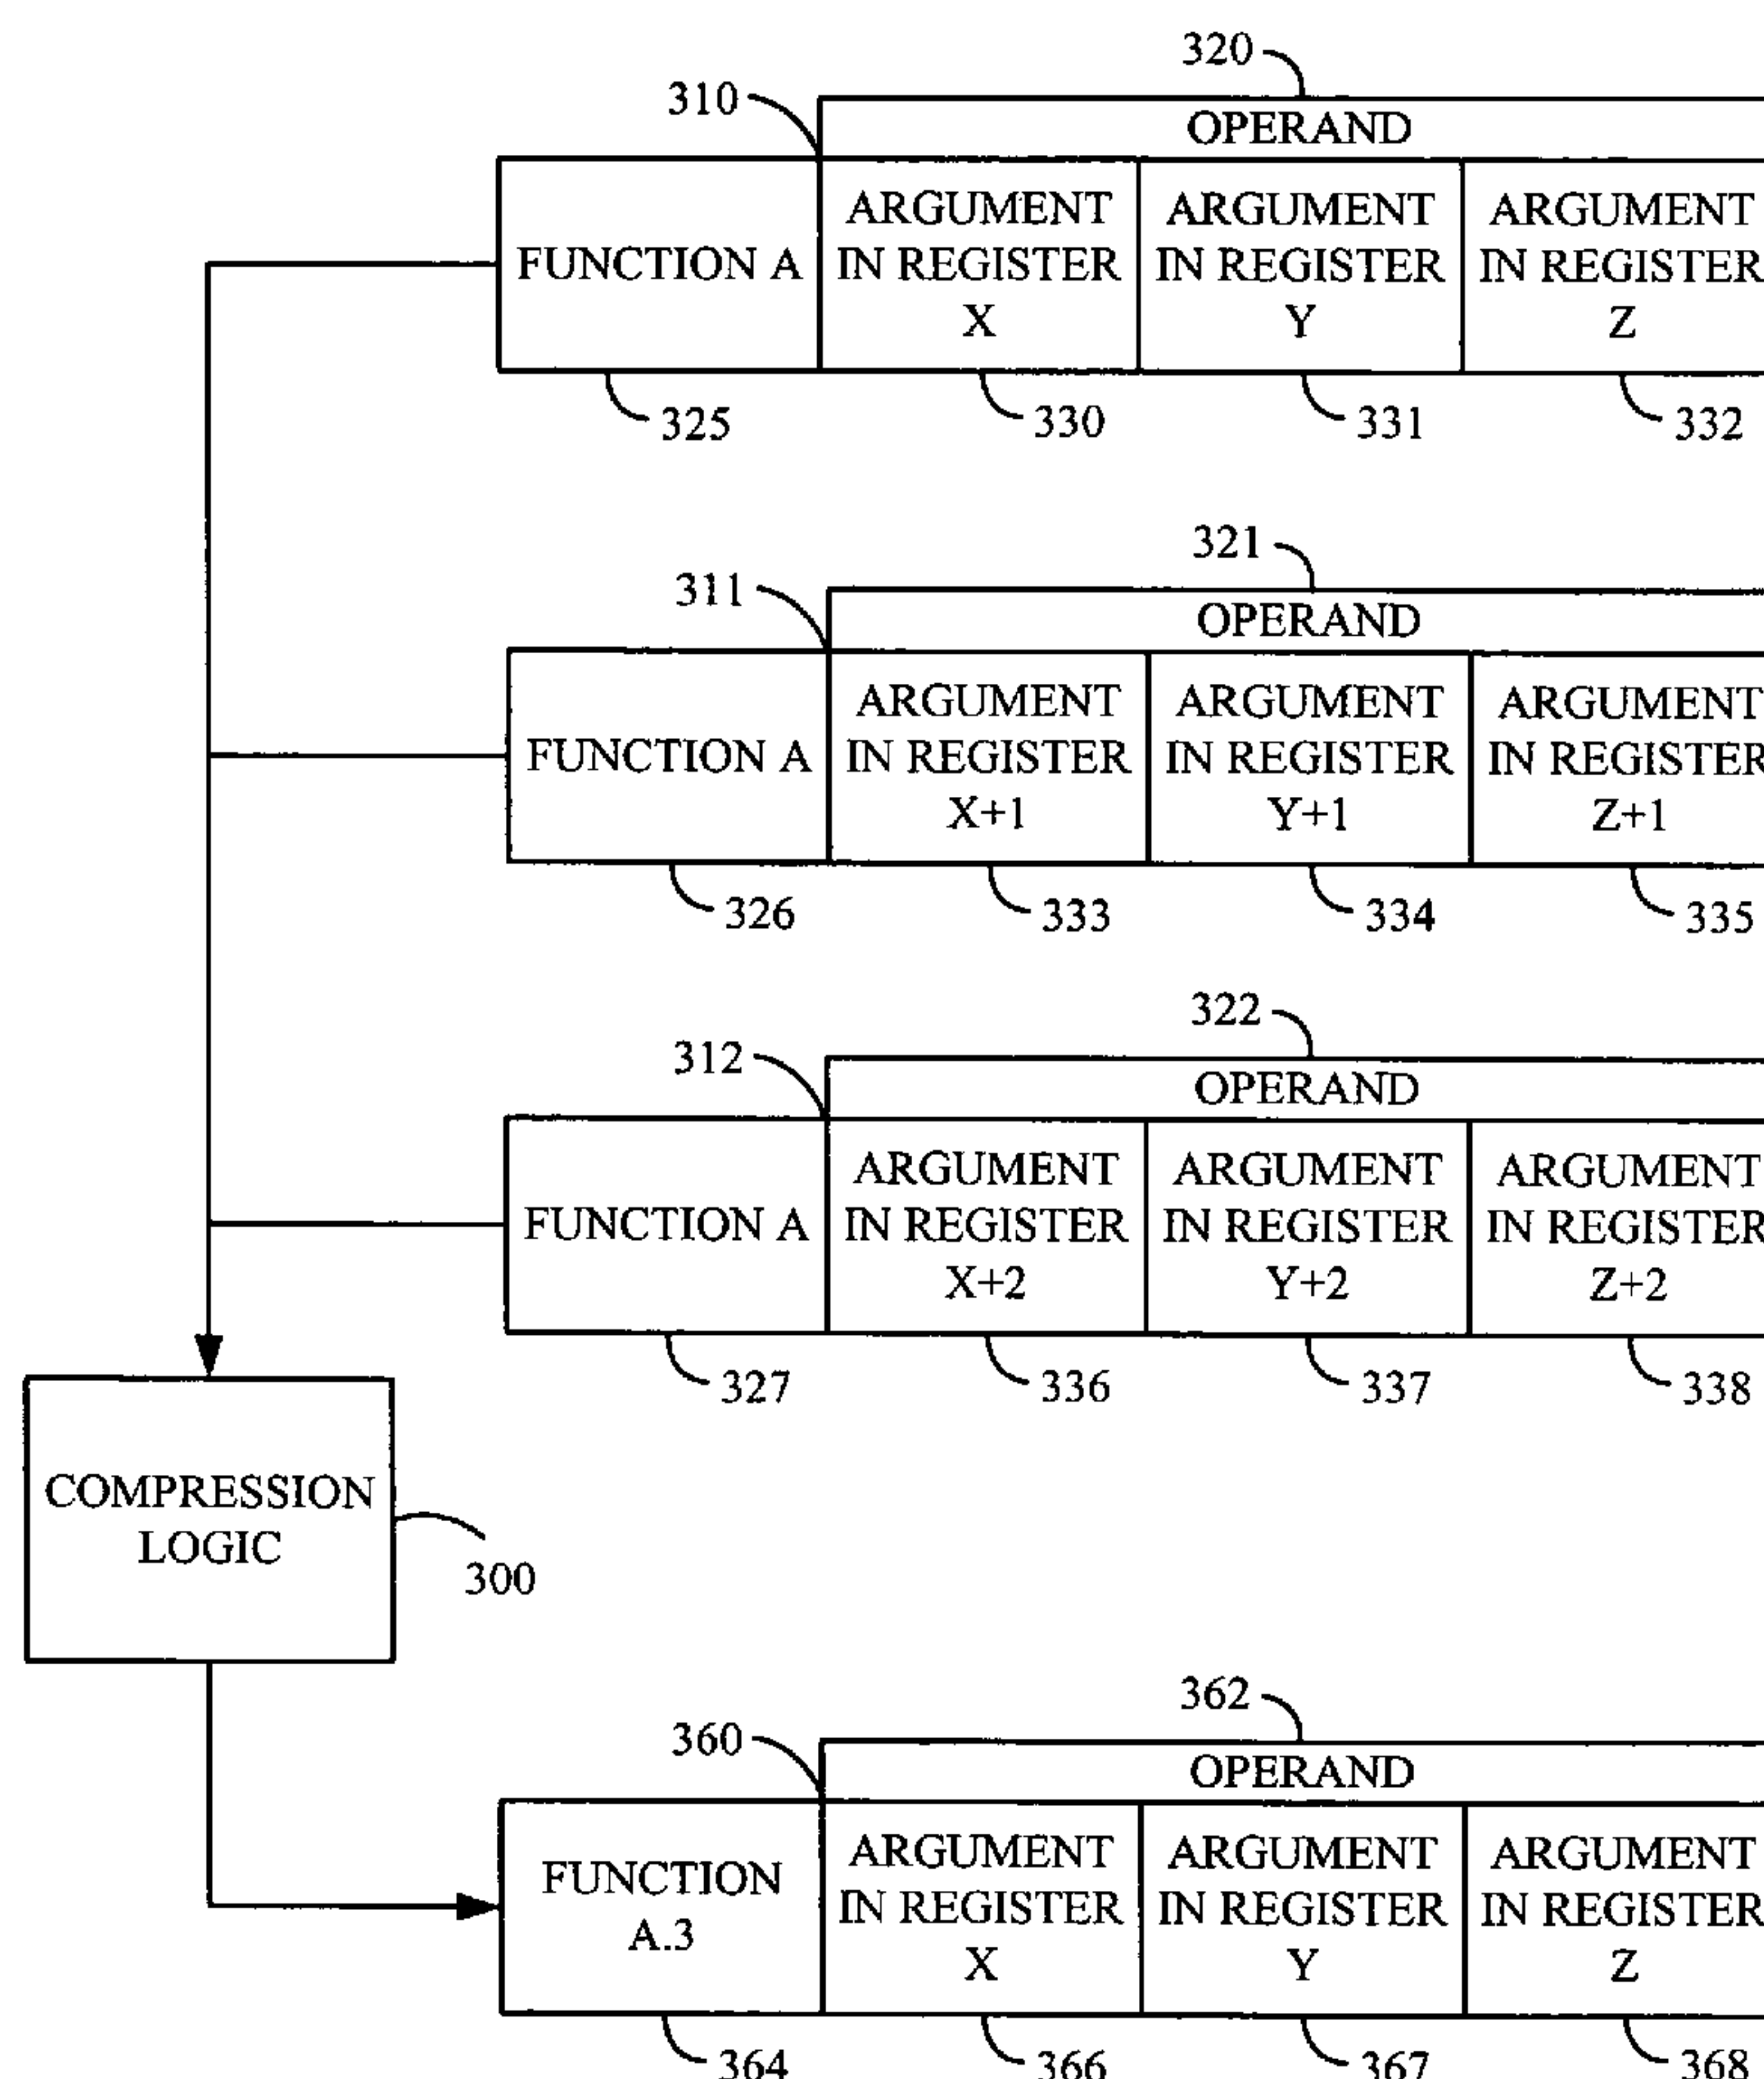 320
310
OPERAND
FUNCTION A
ARGUMENT
IN REGISTER
X
ARGUMENT
IN REGISTER
Y
ARGUMENT
IN REGISTER
Z
325
330
331
332
321
311
OPERAND
FUNCTION A
ARGUMENT
IN REGISTER
X+1
ARGUMENT
IN REGISTER
Y+1
ARGUMENT
IN REGISTER
Z+1
326
333
334
335
322
312
OPERAND
FUNCTION A
ARGUMENT
IN REGISTER
X+2
ARGUMENT
IN REGISTER
Y+2
ARGUMENT
IN REGISTER
Z+2
327
336
337
338
COMPRESSION
LOGIC
300
362
360
OPERAND
FUNCTION
A.3
ARGUMENT
IN REGISTER
X
ARGUMENT
IN REGISTER
Y
ARGUMENT
IN REGISTER
Z
364
366
367
368